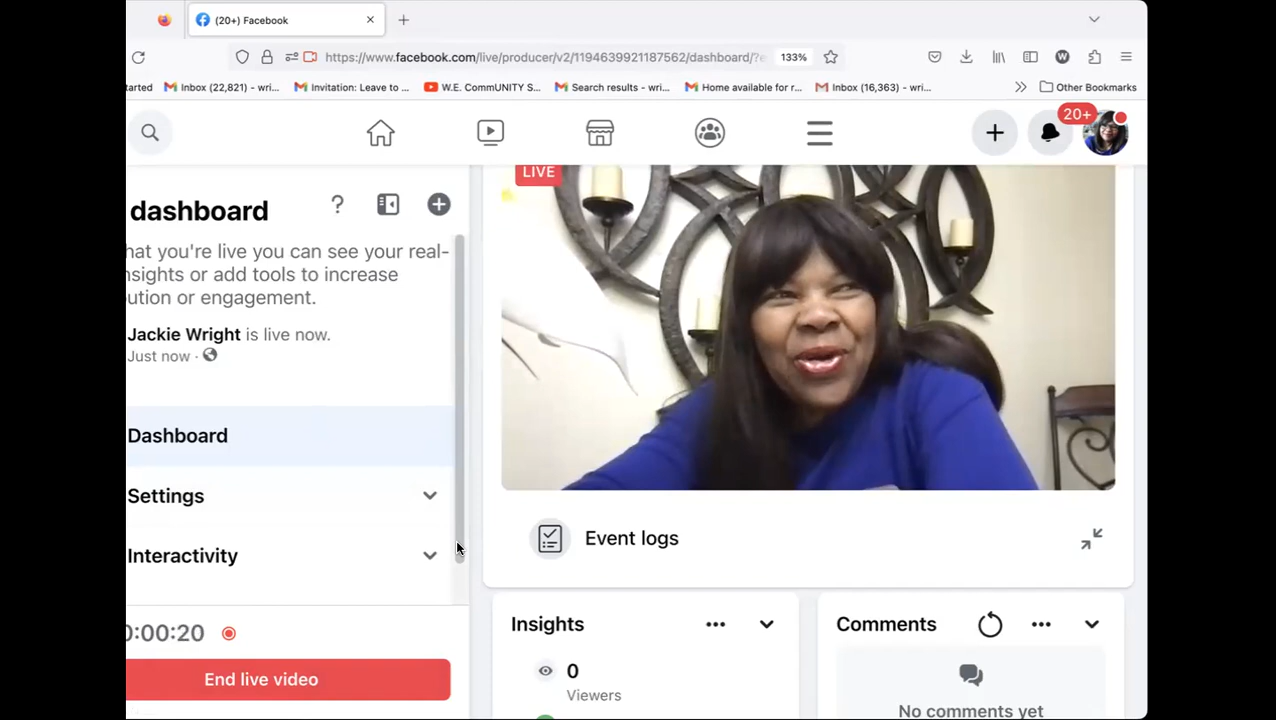 (20+) Facebook
https://www.facebook.com/live/producer/v2/1194639921187562/dashboard/?e
133%
W
tarted
Inbox (22,821) - wri...
Invitation: Leave to ...
W.E. CommUNITY S...
Search results - wri...
Home available for r...
Inbox (16,363) - wri...
Other Bookmarks
20+
LIVE
dashboard
?
hat you're live you can see your real-
nsights or add tools to increase
ution or engagement.
Jackie Wright is live now.
Just now ·
Dashboard
Settings
Interactivity
0:00:20
End live video
Event logs
Insights
0
Viewers
Comments
No comments yet